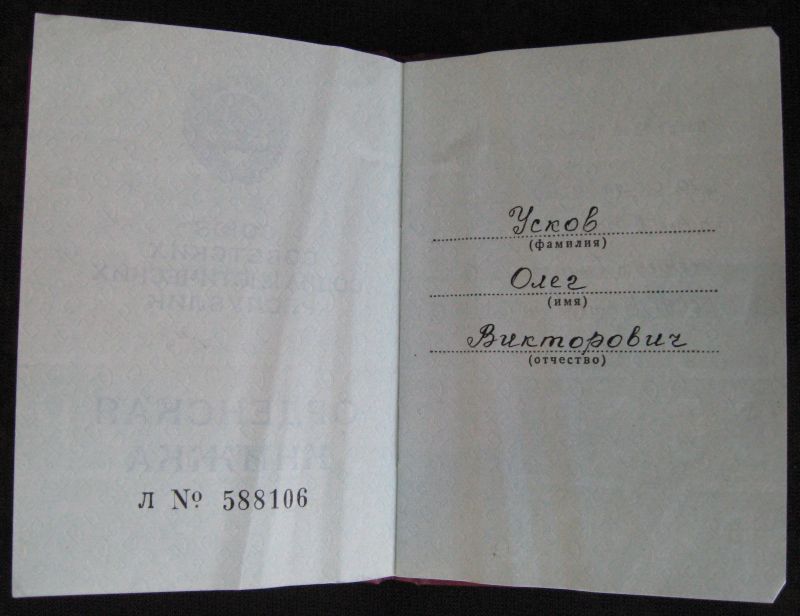 л № 588106
Усков
(фамилия)
Олег
(имя)
Викторович
(отчество)